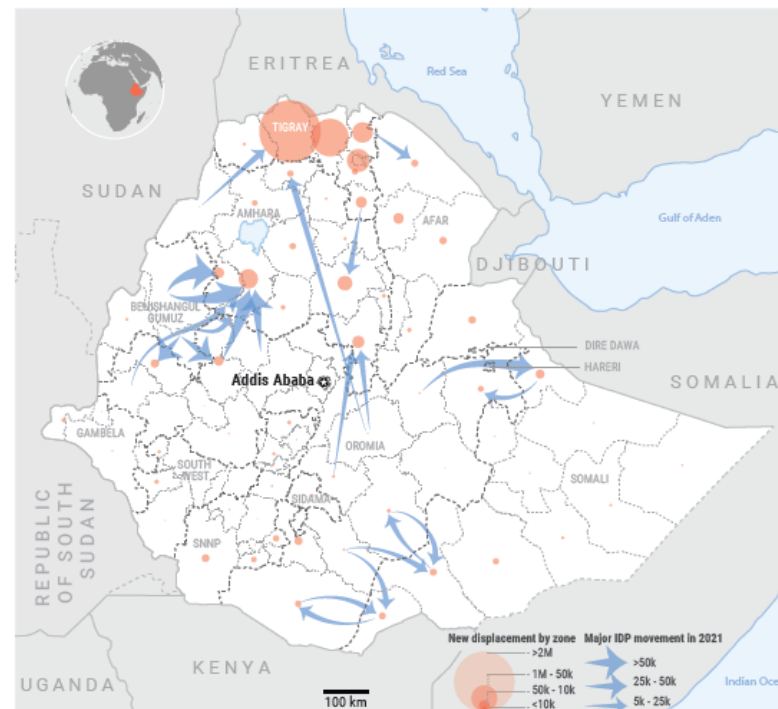 ERITREA
Red Sea
YEMEN
TIGRAY
SUDAN
AMHARA
AFAR
Gulf of Aden
DJIBOUTI
BENISHANGUL
GUMUZ
DIRE DAWA
HARERI
Addis Ababa
SOMALIA
GAMBELA
OROMIA
SOUTH
WEST
SOMALI
SIDAMA
REPUBLIC
OF SOUTH
SUDAN
SNNP
New displacement by zone
Major IDP movement in 2021
>2M
1M - 50k
50k - 10k
<10k
>50k
25k - 50k
5k - 25k
KENYA
UGANDA
100 km
Indian Oce